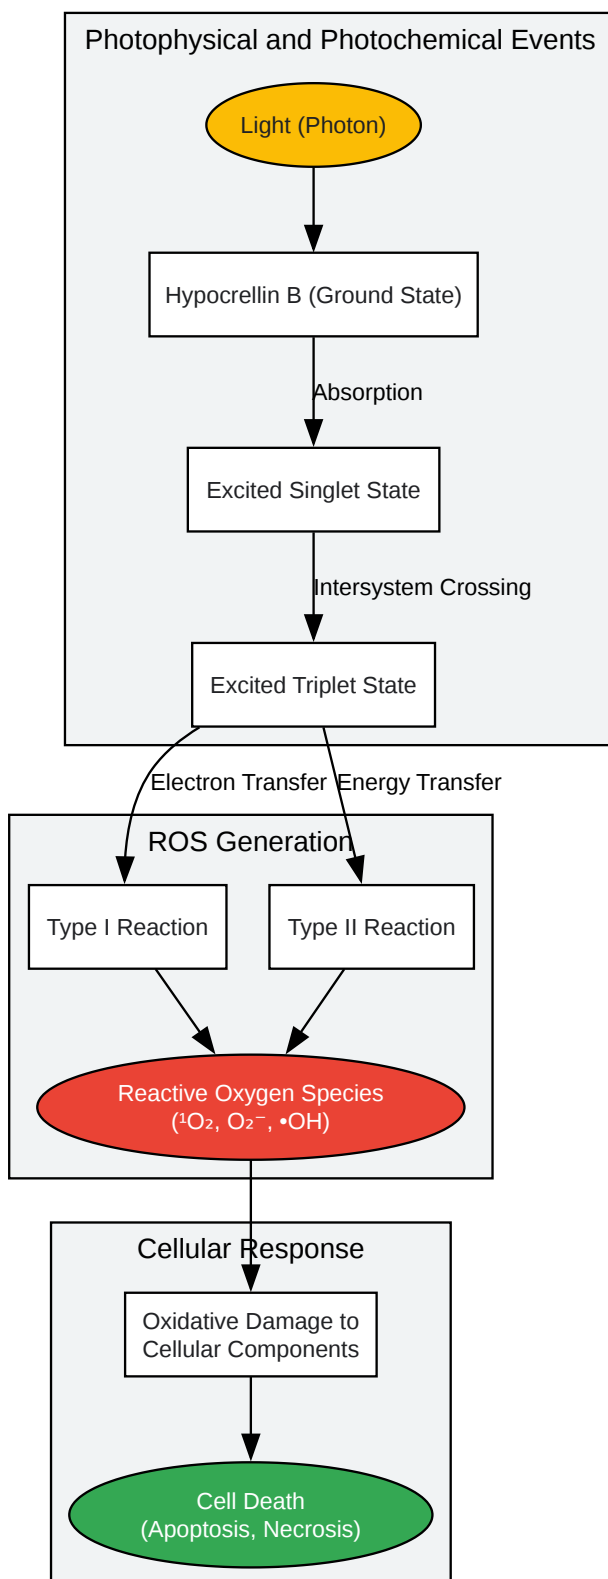 Photophysical and Photochemical Events
Light (Photon)
Hypocrellin B (Ground State)
Absorption
Excited Singlet State
Intersystem Crossing
Excited Triplet State
Electron Transfer
Energy Transfer
ROS Generation
Type I Reaction
Type II Reaction
Reactive Oxygen Species
(¹O₂, O₂⁻, •OH)
Cellular Response
Oxidative Damage to
Cellular Components
Cell Death
(Apoptosis, Necrosis)